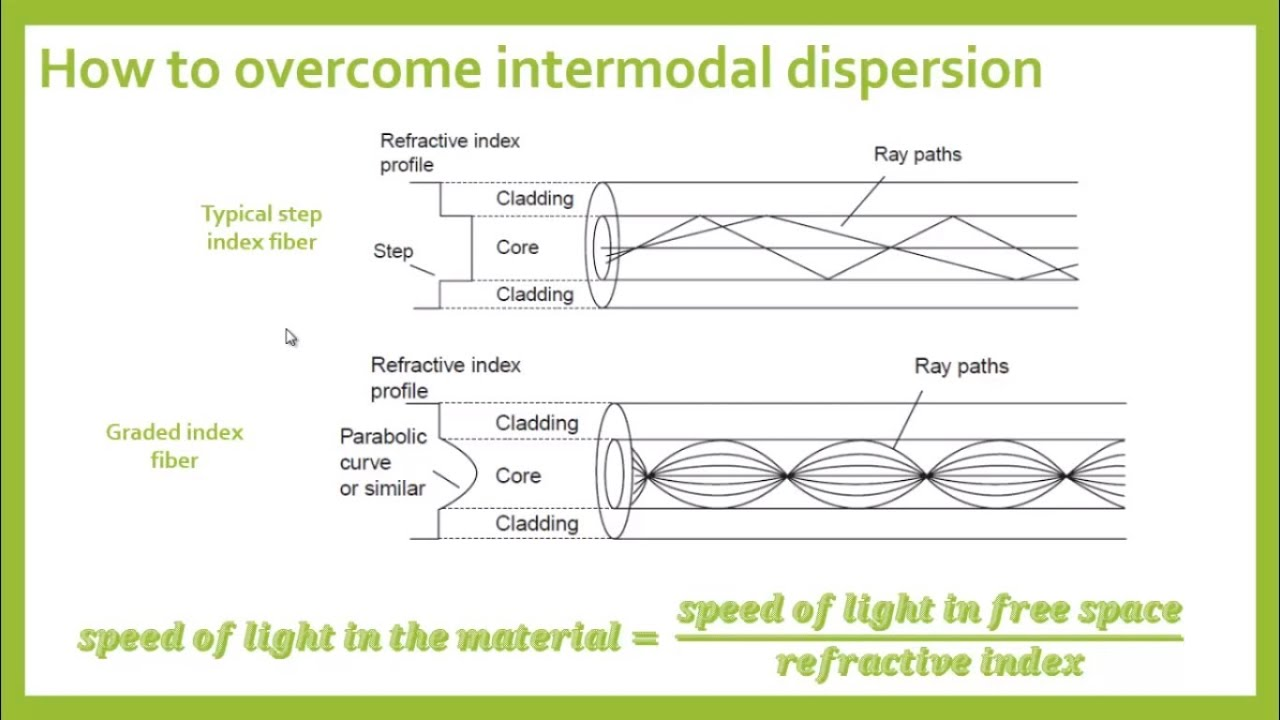 How to overcome intermodal dispersion
Refractive index
profile
Ray paths
Typical step
index fiber
Cladding
Step
Core
Cladding
Refractive index
profile
Ray paths
Graded index
fiber
Cladding
Parabolic
curve
or similar
Core
Cladding
speed of light in the material = speed of light in free space
refractive index